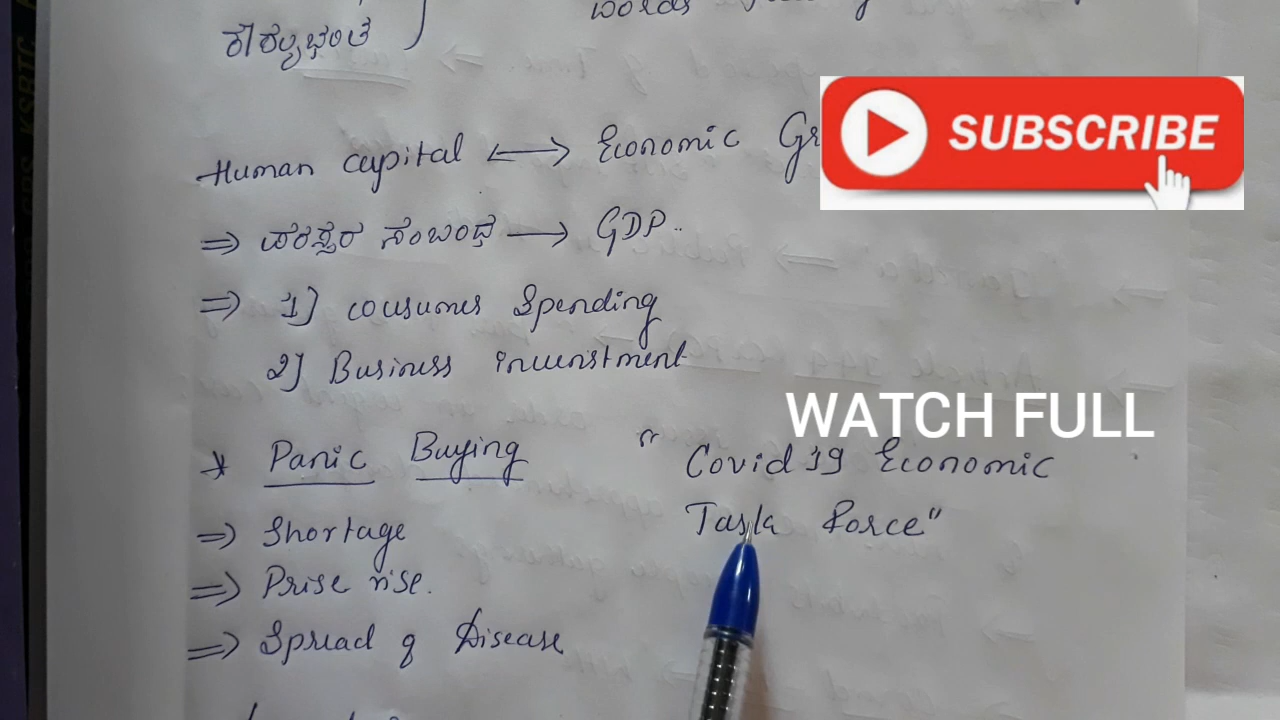 words
Human capital ⟷ Economic Gr
SUBSCRIBE
⇒ ಪರಸ್ಪರ ಸಂಬಂಧ → GDP..
⇒ 1] consumer Spending
2] Business investment
WATCH FULL
* Panic Buying
"Covid 19 Economic
Task Force"
⇒ Shortage
⇒ Prise rise.
⇒ Spread of Disease